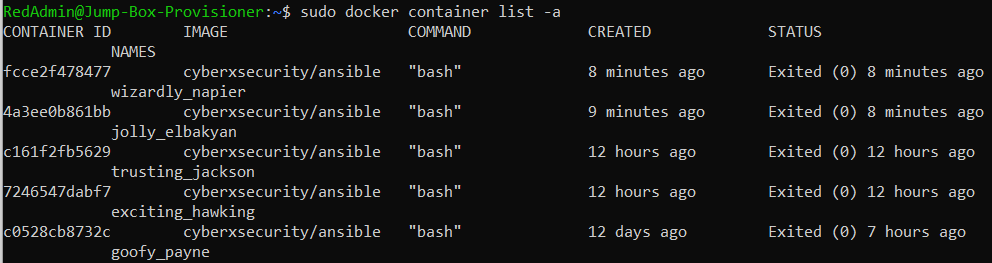 RedAdmin@Jump-Box-Provisioner:~$ sudo docker container list -a
CONTAINER ID        IMAGE                  COMMAND             CREATED             STATUS
           NAMES
fcce2f478477        cyberxsecurity/ansible   "bash"              8 minutes ago       Exited (0) 8 minutes ago
           wizardly_napier
4a3ee0b861bb        cyberxsecurity/ansible   "bash"              9 minutes ago       Exited (0) 8 minutes ago
           jolly_elbakyan
c161f2fb5629        cyberxsecurity/ansible   "bash"              12 hours ago        Exited (0) 12 hours ago
           trusting_jackson
7246547dabf7        cyberxsecurity/ansible   "bash"              12 hours ago        Exited (0) 12 hours ago
           exciting_hawking
c0528cb8732c        cyberxsecurity/ansible   "bash"              12 days ago         Exited (0) 7 hours ago
           goofy_payne